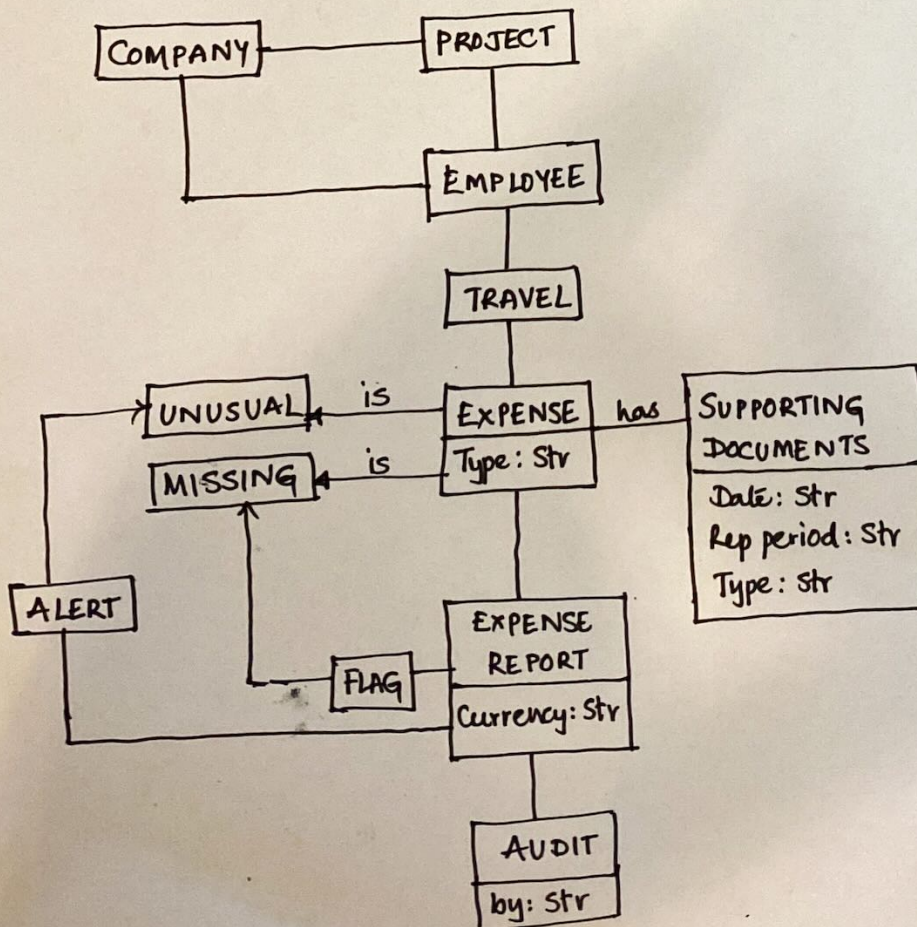 COMPANY
PROJECT
EMPLOYEE
TRAVEL
UNUSUAL
is
EXPENSE
Type: Str
has
SUPPORTING
DOCUMENTS
Date: Str
Rep period: Str
Type: Str
MISSING
is
ALERT
FLAG
EXPENSE
REPORT
Currency: Str
AUDIT
by: Str